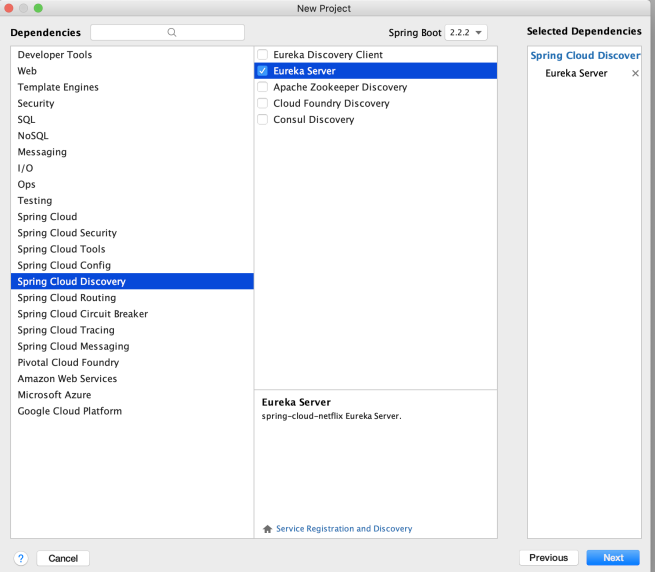 New Project
Dependencies
Spring Boot 2.2.2
Selected Dependencies
Developer Tools
Web
Template Engines
Security
SQL
NoSQL
Messaging
I/O
Ops
Testing
Spring Cloud
Spring Cloud Security
Spring Cloud Tools
Spring Cloud Config
Spring Cloud Discovery
Spring Cloud Routing
Spring Cloud Circuit Breaker
Spring Cloud Tracing
Spring Cloud Messaging
Pivotal Cloud Foundry
Amazon Web Services
Microsoft Azure
Google Cloud Platform
Eureka Discovery Client
Eureka Server
Apache Zookeeper Discovery
Cloud Foundry Discovery
Consul Discovery
Eureka Server
spring-cloud-netflix Eureka Server.
Service Registration and Discovery
Spring Cloud Discover
Eureka Server ×
?
Cancel
Previous
Next